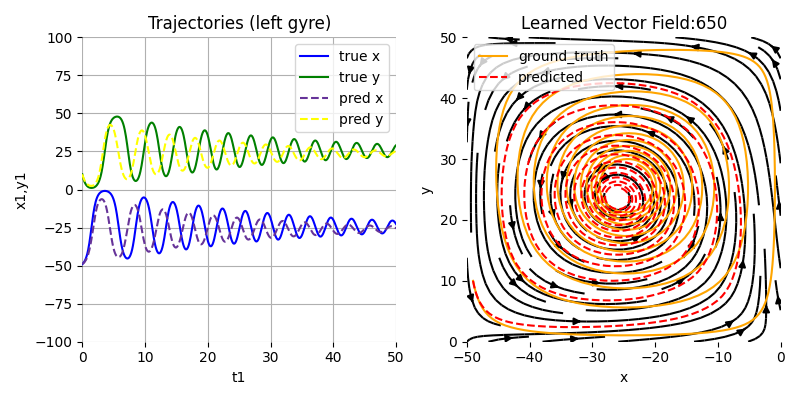 Trajectories (left gyre)
x1,y1
100
75
50
25
0
−25
−50
−75
−100
0 10 20 30 40 50
t1
true x
true y
pred x
pred y
Learned Vector Field:650
y
50
40
30
20
10
0
−50 −40 −30 −20 −10 0
x
ground_truth
predicted